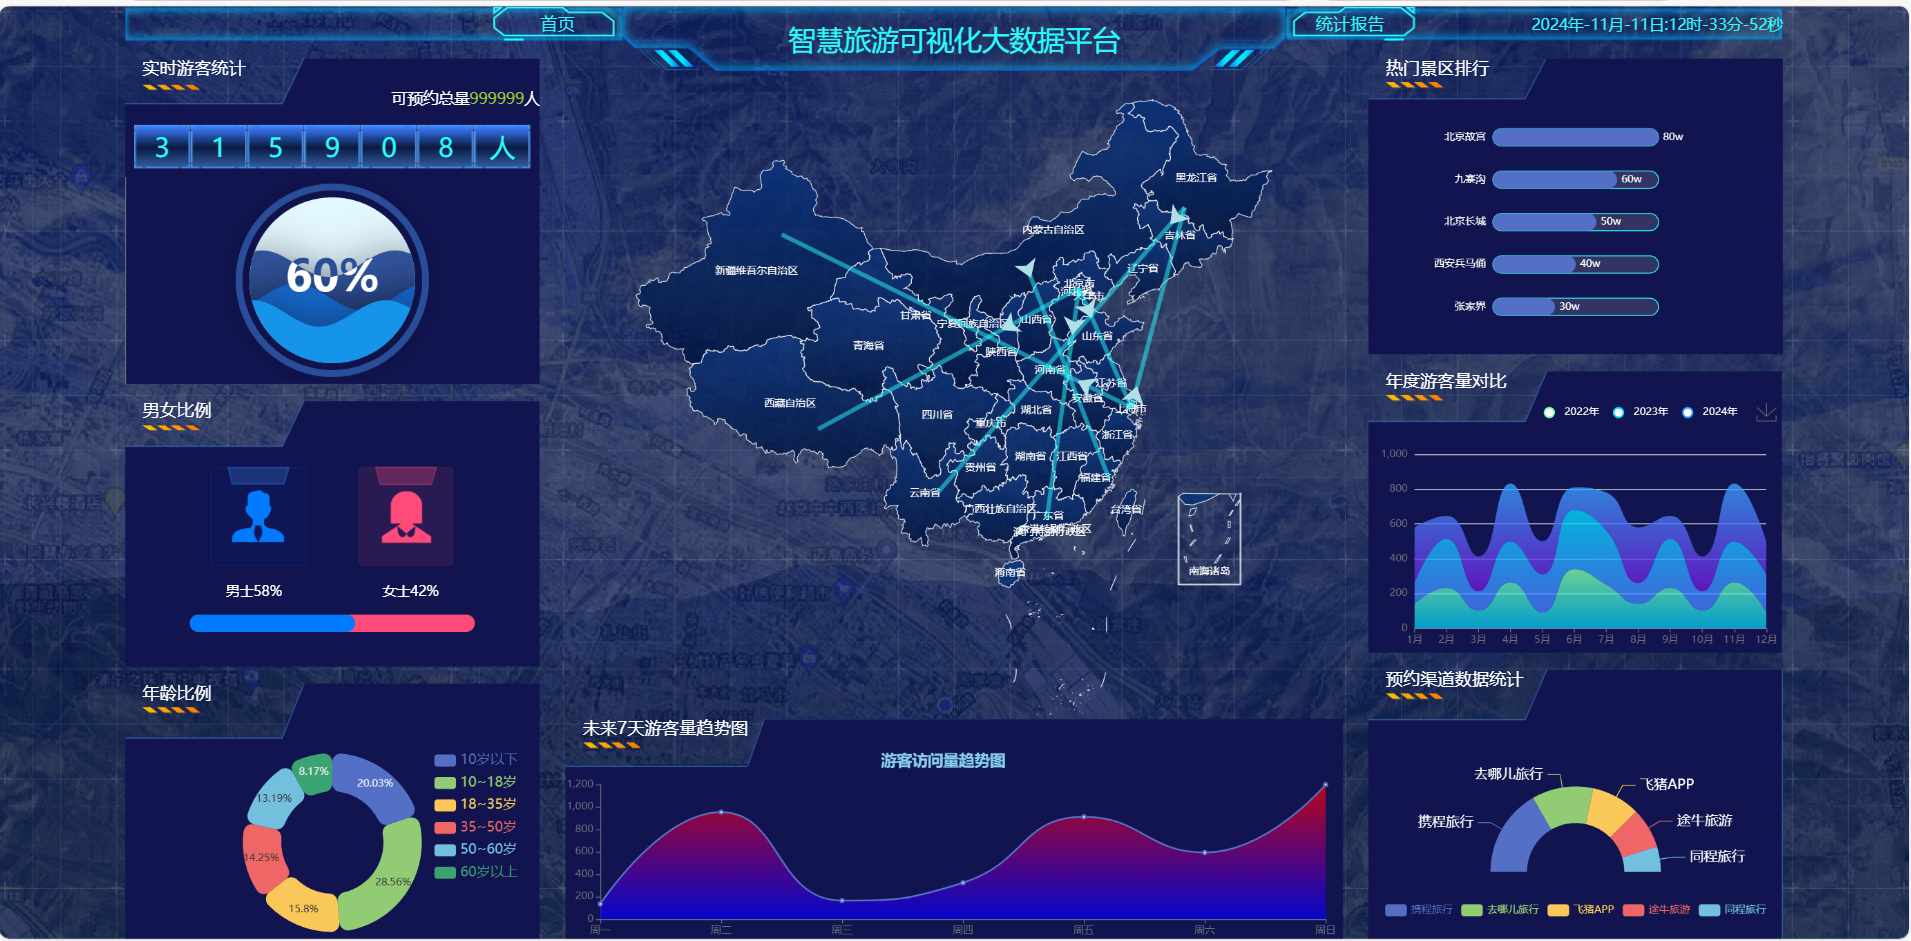 首页
智慧旅游可视化大数据平台
统计报告
2024年-11月-11日:12时-33分-52秒
实时游客统计
可预约总量999999人
3 1 5 9 0 8 人
60%
男女比例
男士58%
女士42%
年龄比例
8.17%
20.03%
13.19%
14.25%
28.56%
15.8%
10岁以下
10~18岁
18~35岁
35~50岁
50~60岁
60岁以上
黑龙江省
内蒙古自治区
吉林省
新疆维吾尔自治区
辽宁省
北京市
甘肃省
宁夏回族自治区
山西省
山东省
青海省
陕西省
河南省
江苏省
安徽省
西藏自治区
四川省
湖北省
上海市
重庆市
浙江省
湖南省
江西省
贵州省
福建省
云南省
广西壮族自治区
广东省
台湾省
海南省
南海诸岛
未来7天游客量趋势图
游客访问量趋势图
1,200
1,000
800
600
400
200
0
周一 周二 周三 周四 周五 周六 周日
热门景区排行
北京故宫 80w
九寨沟 60w
北京长城 50w
西安兵马俑 40w
张家界 30w
年度游客量对比
2022年 2023年 2024年
1,000
800
600
400
200
0
1月 2月 3月 4月 5月 6月 7月 8月 9月 10月 11月 12月
预约渠道数据统计
去哪儿旅行
飞猪APP
携程旅行
途牛旅游
同程旅行
携程旅行 去哪儿旅行 飞猪APP 途牛旅游 同程旅行